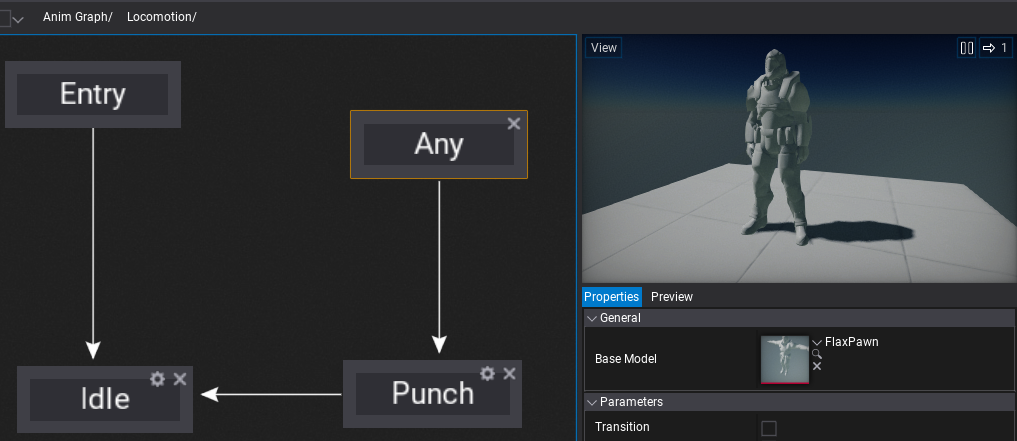 Anim Graph/ Locomotion/
Entry
Any
Idle
Punch
View
1
Properties Preview
General
Base Model
FlaxPawn
Parameters
Transition